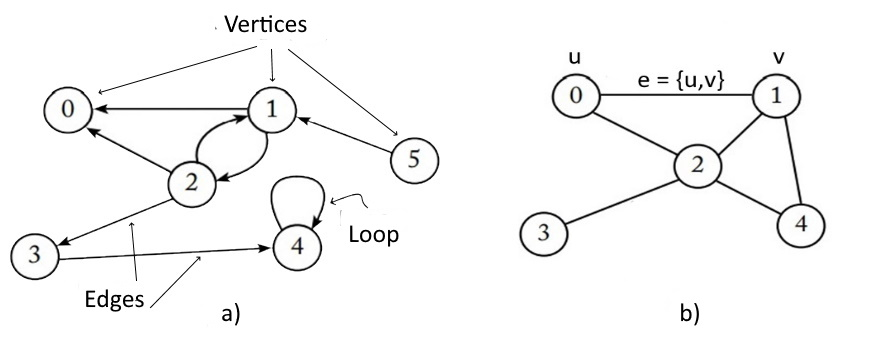 Vertices
0
1
5
2
3
4
Loop
Edges
a)
u
v
e = {u,v}
0
1
2
3
4
b)